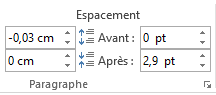 Espacement
-0,03 cm Avant : 0 pt
0 cm Après : 2,9 pt
Paragraphe